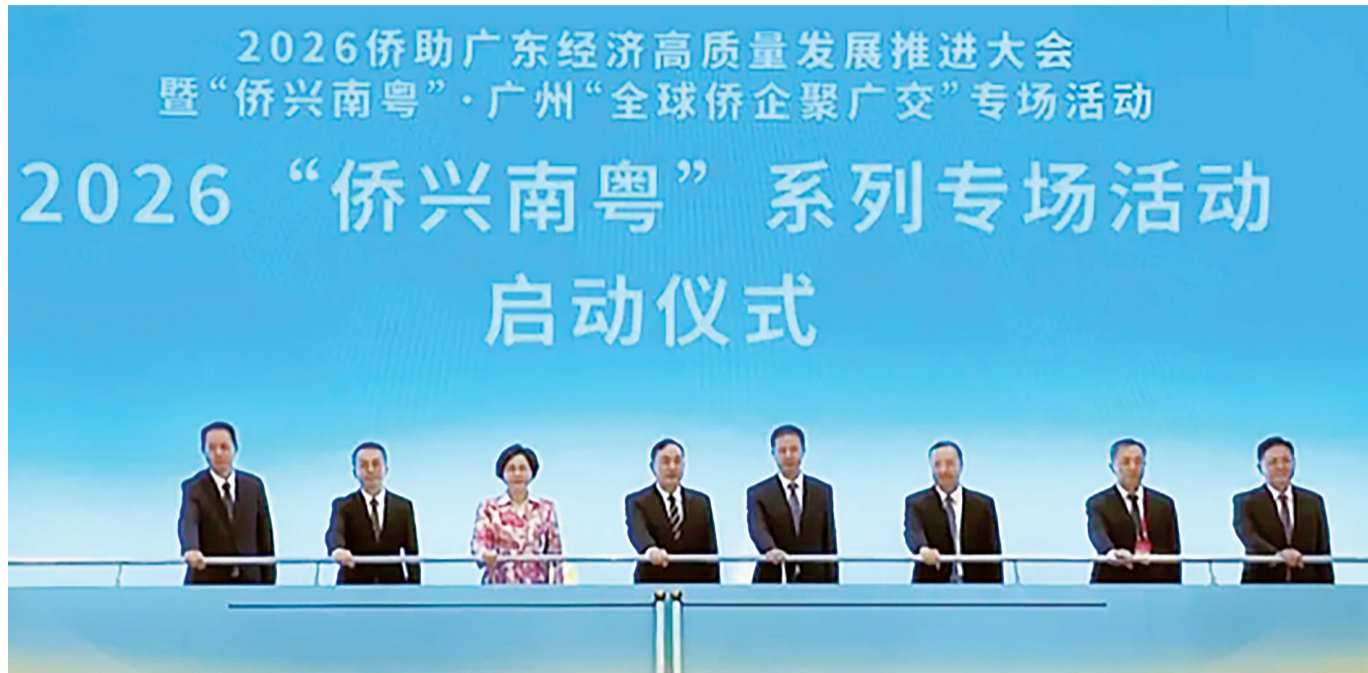 2026侨助广东经济高质量发展推进大会
暨“侨兴南粤”·广州“全球侨企聚广交”专场活动
2026“侨兴南粤”系列专场活动
启动仪式